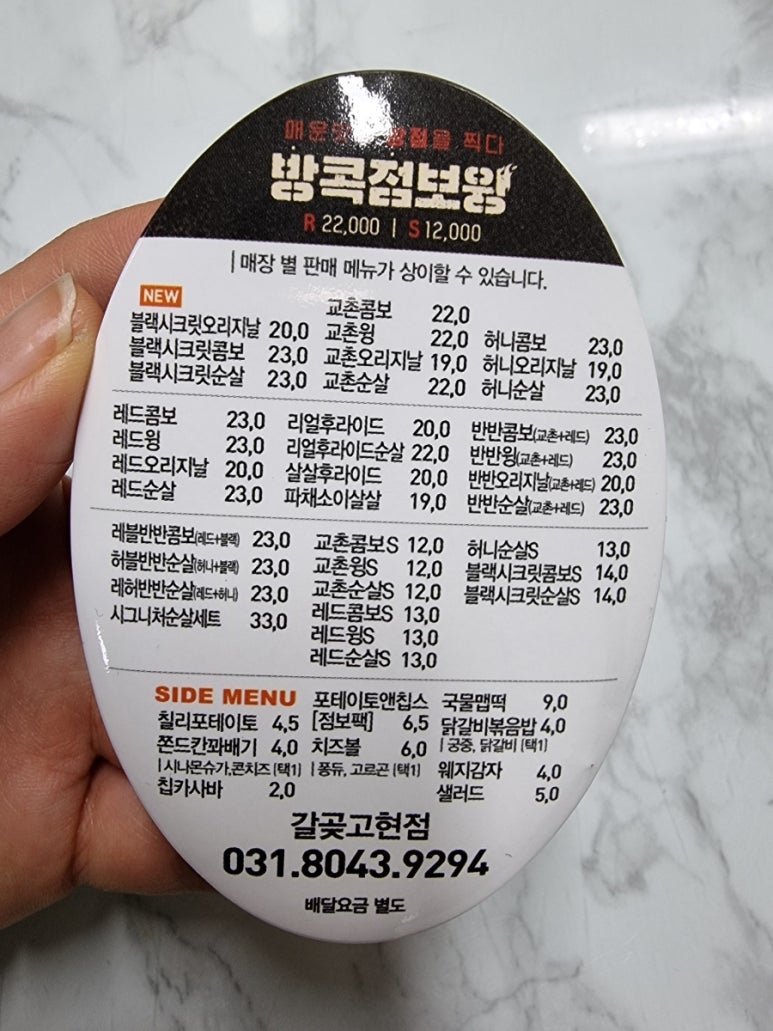 매운맛 강점을 찍다
방콕점보윙
R 22,000 | S 12,000
| 매장 별 판매 메뉴가 상이할 수 있습니다.
NEW
블랙시크릿오리지날 20,0
블랙시크릿콤보 23,0
블랙시크릿순살 23,0
교촌콤보 22,0
교촌윙 22,0
교촌오리지날 19,0
교촌순살 22,0
허니콤보 23,0
허니오리지날 19,0
허니순살 23,0
레드콤보 23,0
레드윙 23,0
레드오리지날 20,0
레드순살 23,0
리얼후라이드 20,0
리얼후라이드순살 22,0
살살후라이드 20,0
파채소이살살 19,0
반반콤보(교촌+레드) 23,0
반반윙(교촌+레드) 23,0
반반오리지날(교촌+레드) 20,0
반반순살(교촌+레드) 23,0
레블반반콤보(레드+블랙) 23,0
허블반반순살(허니+블랙) 23,0
레허반반순살(레드+허니) 23,0
시그니처순살세트 33,0
교촌콤보S 12,0
교촌윙S 12,0
교촌순살S 12,0
레드콤보S 13,0
레드윙S 13,0
레드순살S 13,0
허니순살S 13,0
블랙시크릿콤보S 14,0
블랙시크릿순살S 14,0
SIDE MENU
칠리포테이토 4,5
쫀드칸꽈배기 4,0
| 시나몬슈가,콘치즈 [택1]
칩카사바 2,0
포테이토앤칩스
[점보팩] 6,5
치즈볼 6,0
| 퐁듀, 고르곤 [택1]
국물맵떡 9,0
닭갈비볶음밥 4,0
| 궁중, 닭갈비 [택1]
웨지감자 4,0
샐러드 5,0
갈곶고현점
031.8043.9294
배달요금 별도